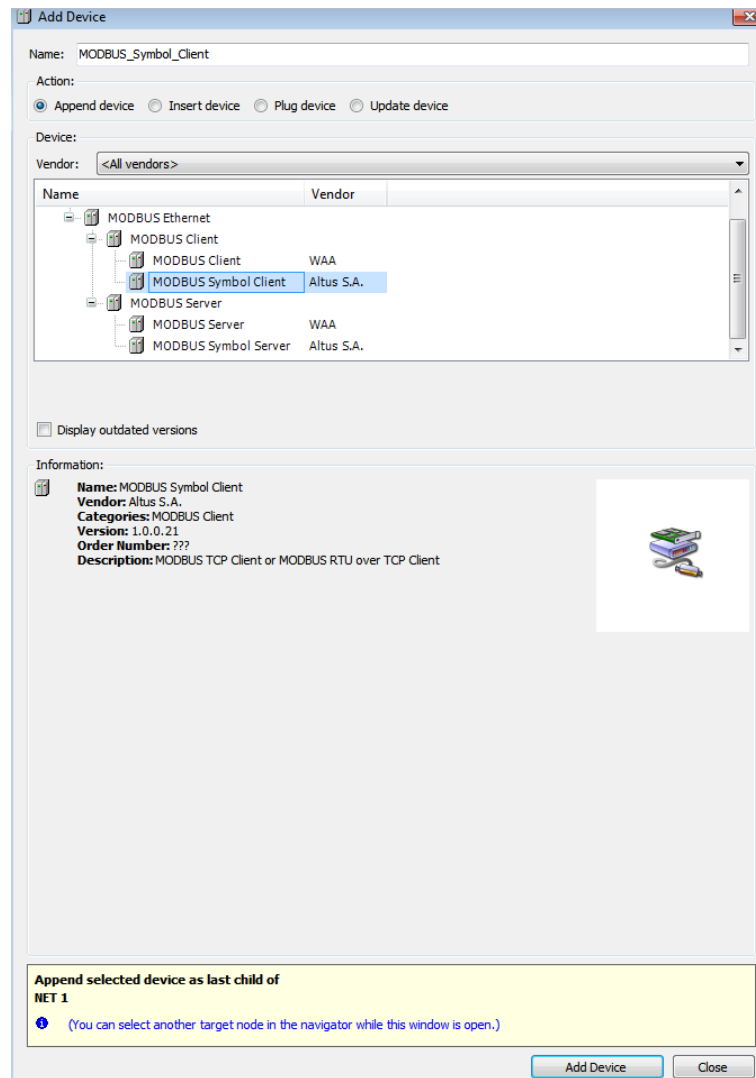 Add Device
Name: MODBUS_Symbol_Client
Action:
Append device Insert device Plug device Update device
Device:
Vendor: <All vendors>
Name Vendor
MODBUS Ethernet
MODBUS Client
MODBUS Client WAA
MODBUS Symbol Client Altus S.A.
MODBUS Server
MODBUS Server WAA
MODBUS Symbol Server Altus S.A.
Display outdated versions
Information:
Name: MODBUS Symbol Client
Vendor: Altus S.A.
Categories: MODBUS Client
Version: 1.0.0.21
Order Number: ???
Description: MODBUS TCP Client or MODBUS RTU over TCP Client
Append selected device as last child of
NET 1
(You can select another target node in the navigator while this window is open.)
Add Device Close